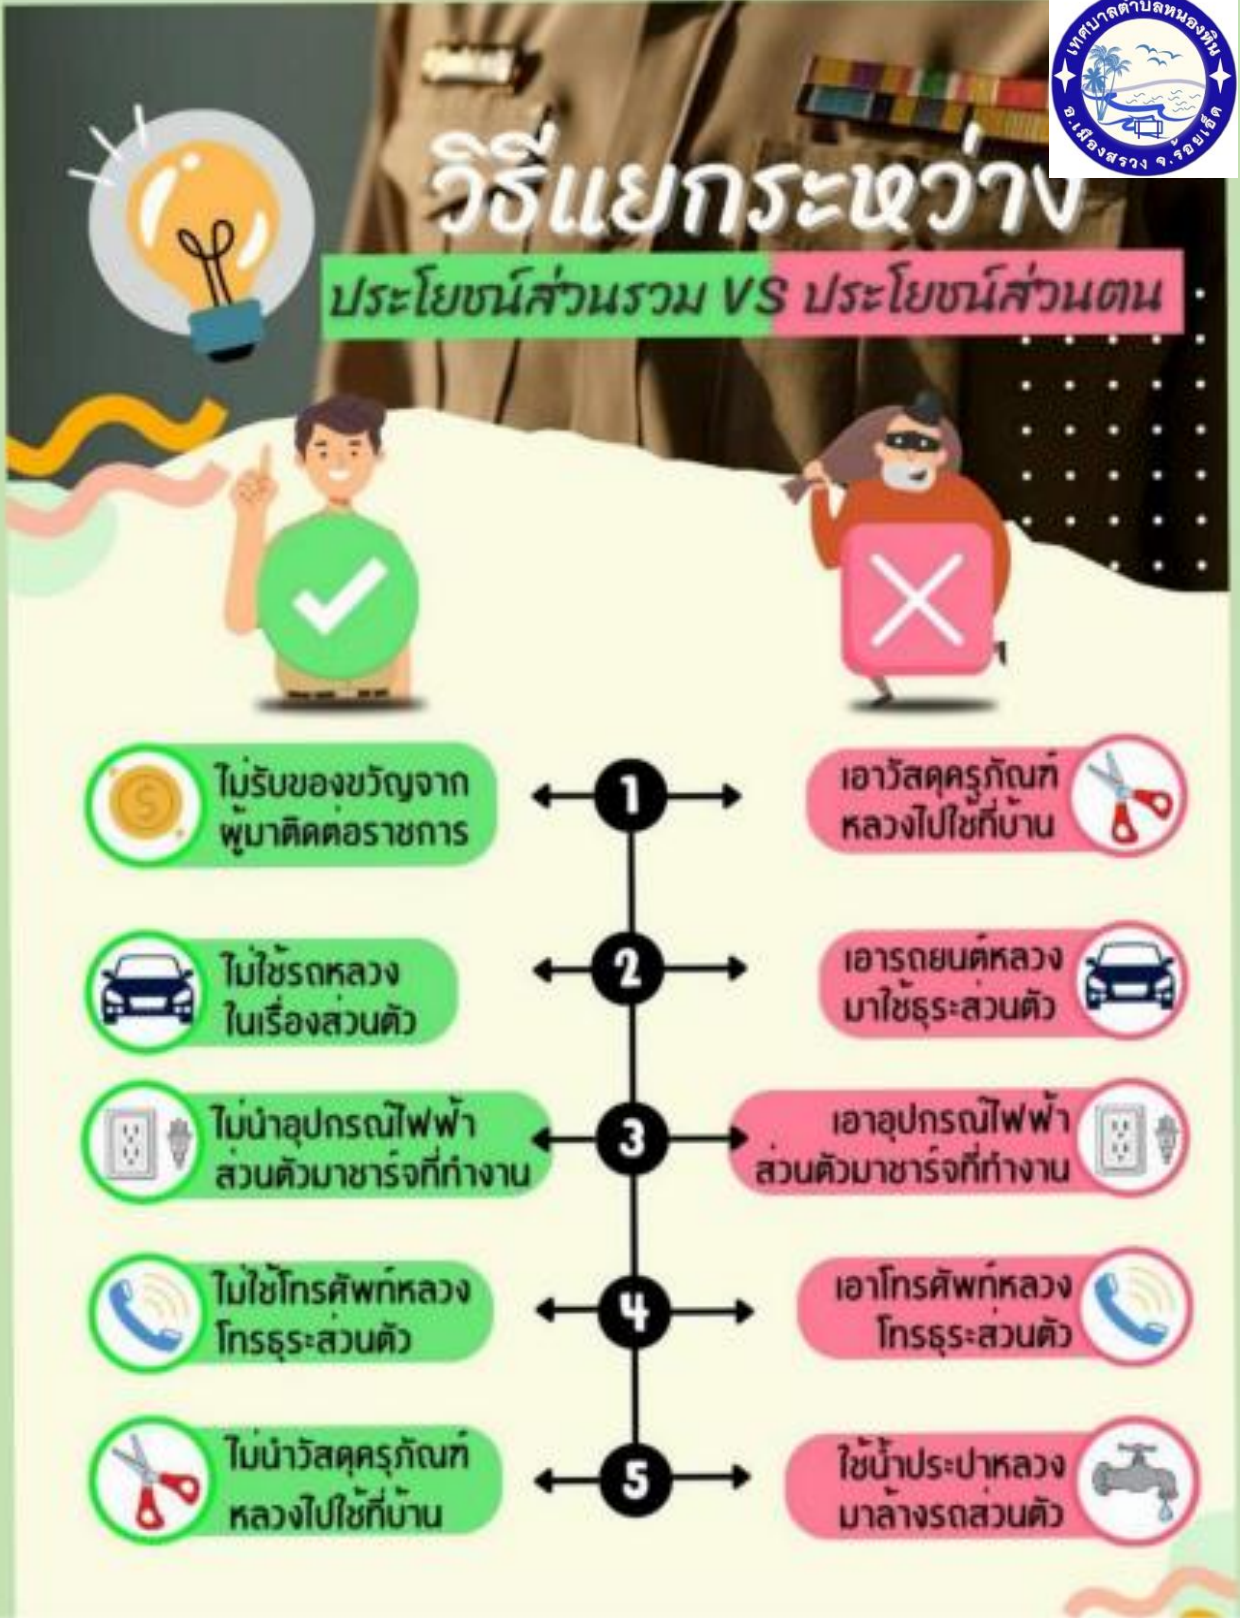 เทศบาลตำบลหนองหิน
อ.เมืองสรวง จ.ร้อยเอ็ด
วิธีแยกระหว่าง
ประโยชน์ส่วนรวม VS ประโยชน์ส่วนตน
ไม่รับของขวัญจาก
ผู้มาติดต่อราชการ
1
เอาวัสดุครุภัณฑ์
หลวงไปใช้ที่บ้าน
ไม่ใช้รถหลวง
ในเรื่องส่วนตัว
2
เอารถยนต์หลวง
มาใช้ธุระส่วนตัว
ไม่นำอุปกรณ์ไฟฟ้า
ส่วนตัวมาชาร์จที่ทำงาน
3
เอาอุปกรณ์ไฟฟ้า
ส่วนตัวมาชาร์จที่ทำงาน
ไม่ใช้โทรศัพท์หลวง
โทรธุระส่วนตัว
4
เอาโทรศัพท์หลวง
โทรธุระส่วนตัว
ไม่นำวัสดุครุภัณฑ์
หลวงไปใช้ที่บ้าน
5
ใช้น้ำประปาหลวง
มาล้างรถส่วนตัว